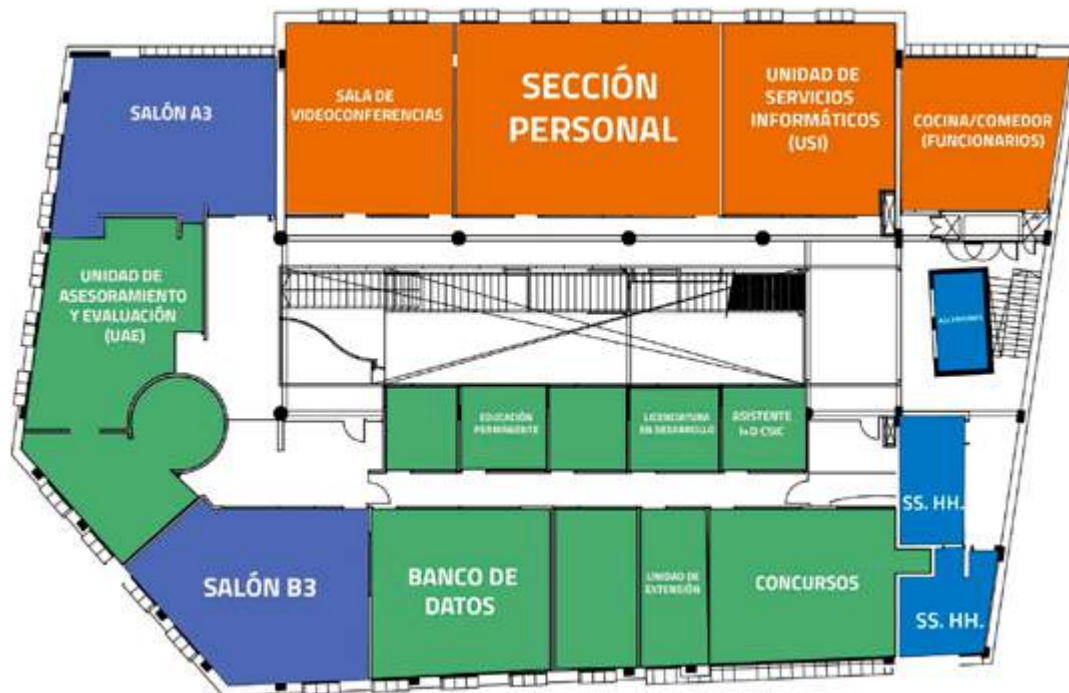 SALÓN A3
SALA DE
VIDEOCONFERENCIAS
SECCIÓN
PERSONAL
UNIDAD DE
SERVICIOS
INFORMÁTICOS
(USI)
COCINA/COMEDOR
(FUNCIONARIOS)
UNIDAD DE
ASESORAMIENTO
Y EVALUACIÓN
(UAE)
ASCENSORES
EDUCACIÓN
PERMANENTE
LICENCIATURA
EN DESARROLLO
ASISTENTE
I+D CSIC
SS. HH.
SALÓN B3
BANCO DE
DATOS
UNIDAD DE
EXTENSIÓN
CONCURSOS
SS. HH.